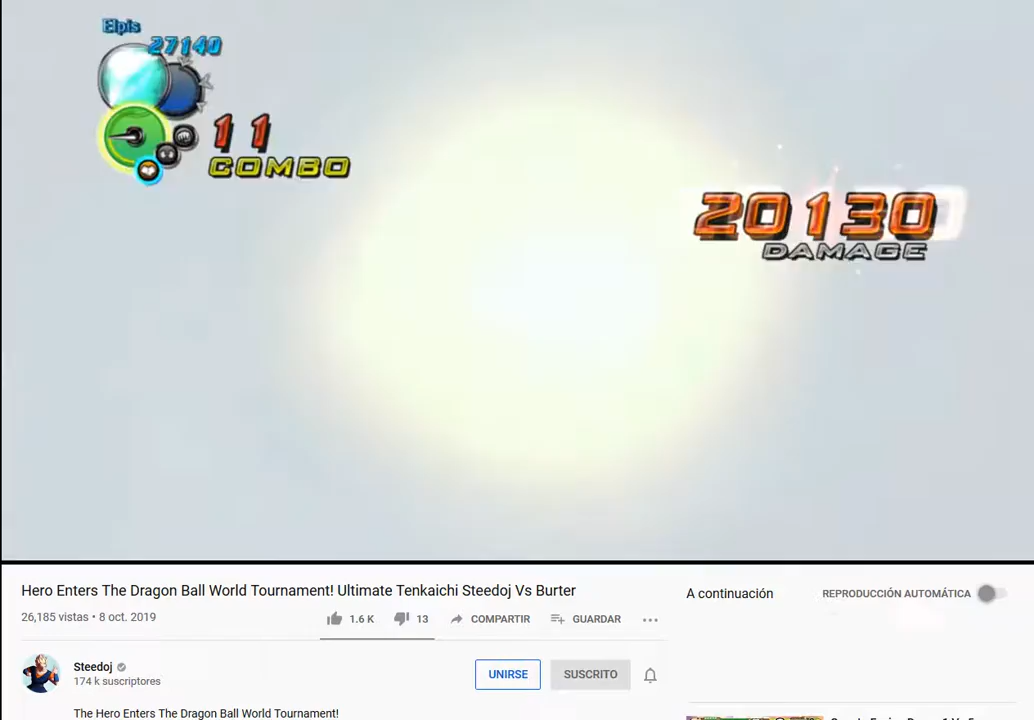 Elpis
27140
11
COMBO
20130
DAMAGE
Hero Enters The Dragon Ball World Tournament! Ultimate Tenkaichi Steedoj Vs Burter
26,185 vistas • 8 oct. 2019
1.6 K
13
COMPARTIR
GUARDAR
A continuación
REPRODUCCIÓN AUTOMÁTICA
Steedoj
174 k suscriptores
UNIRSE
SUSCRITO
The Hero Enters The Dragon Ball World Tournament!